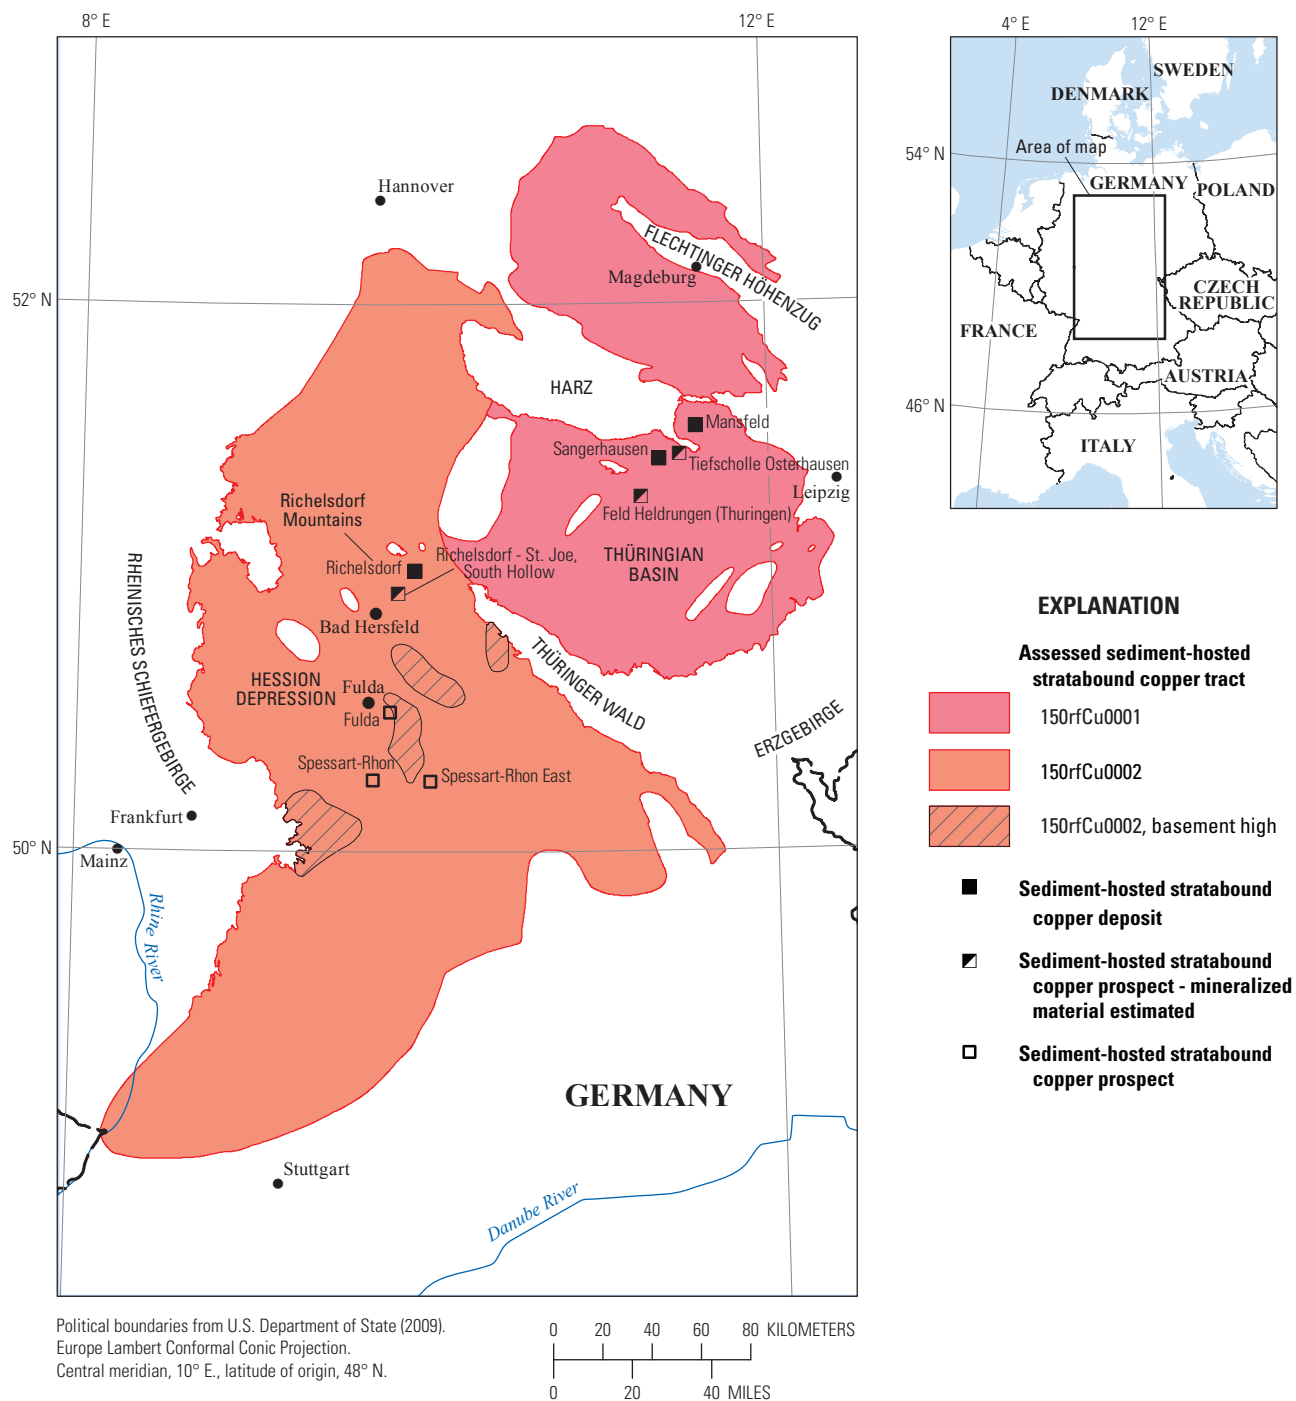 8° E
12° E
52° N
50° N
Hannover
FLECHTINGER HÖHENZUG
Magdeburg
HARZ
Mansfeld
Sangerhausen
Tiefscholle Osterhausen
Leipzig
Feld Heldrungen (Thuringen)
Richelsdorf
Mountains
THÜRINGIAN
BASIN
Richelsdorf
Richelsdorf - St. Joe,
South Hollow
Bad Hersfeld
RHEINISCHES SCHIEFERGEBIRGE
THÜRINGER WALD
HESSION
DEPRESSION
Fulda
Fulda
ERZGEBIRGE
Spessart-Rhon
Spessart-Rhon East
Frankfurt
Mainz
Rhine River
GERMANY
Stuttgart
Danube River
4° E
12° E
54° N
46° N
SWEDEN
DENMARK
Area of map
GERMANY
POLAND
CZECH
REPUBLIC
FRANCE
AUSTRIA
ITALY
EXPLANATION
Assessed sediment-hosted
stratabound copper tract
150rfCu0001
150rfCu0002
150rfCu0002, basement high
Sediment-hosted stratabound
copper deposit
Sediment-hosted stratabound
copper prospect - mineralized
material estimated
Sediment-hosted stratabound
copper prospect
Political boundaries from U.S. Department of State (2009).
Europe Lambert Conformal Conic Projection.
Central meridian, 10° E., latitude of origin, 48° N.
0 20 40 60 80 KILOMETERS
0 20 40 MILES